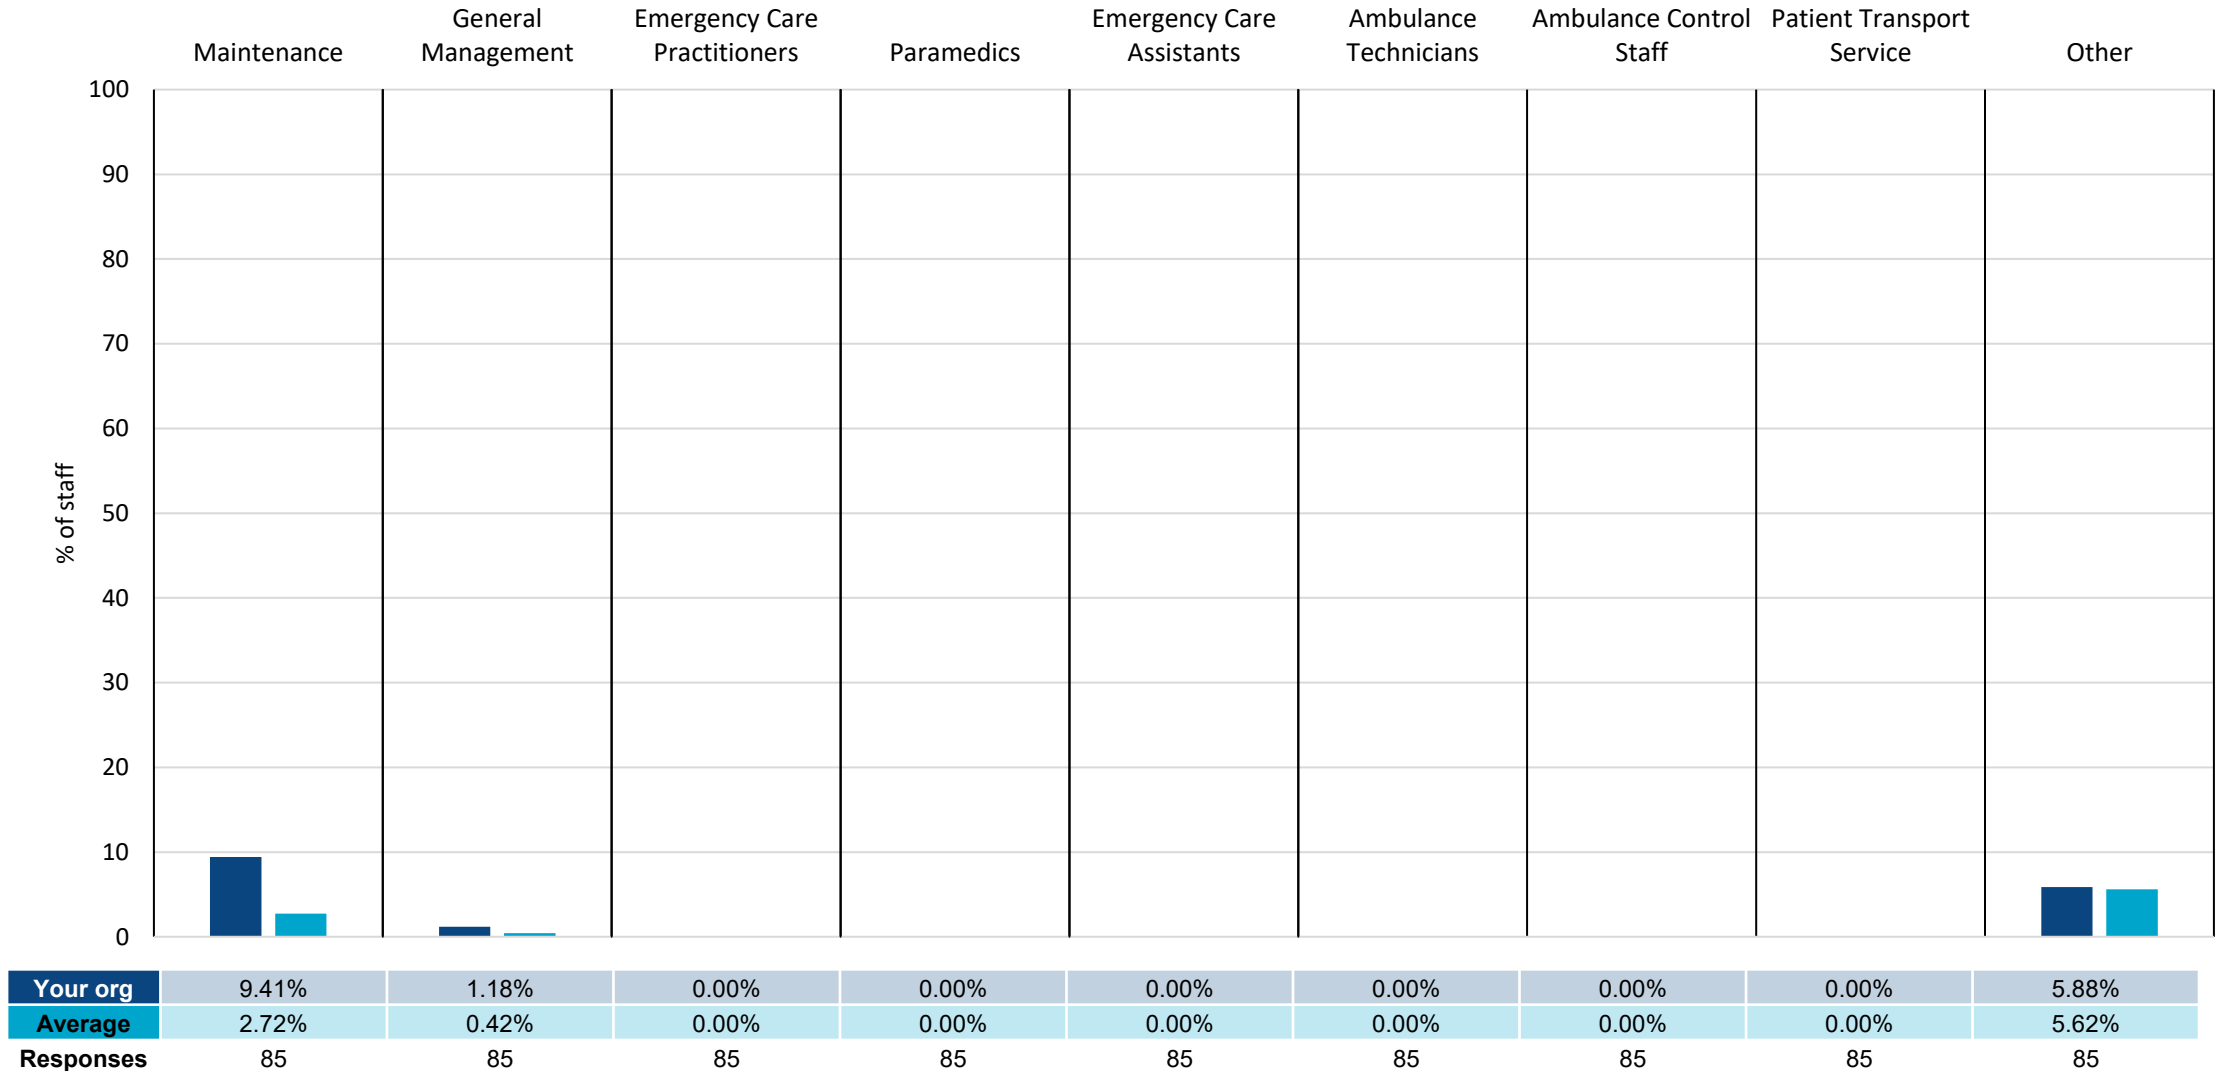 Maintenance
General
Management
Emergency Care
Practitioners
Paramedics
Emergency Care
Assistants
Ambulance
Technicians
Ambulance Control
Staff
Patient Transport
Service
Other
100
90
80
70
60
50
40
30
20
10
0
% of staff
Your org 9.41% 1.18% 0.00% 0.00% 0.00% 0.00% 0.00% 0.00% 5.88%
Average 2.72% 0.42% 0.00% 0.00% 0.00% 0.00% 0.00% 0.00% 5.62%
Responses 85 85 85 85 85 85 85 85 85